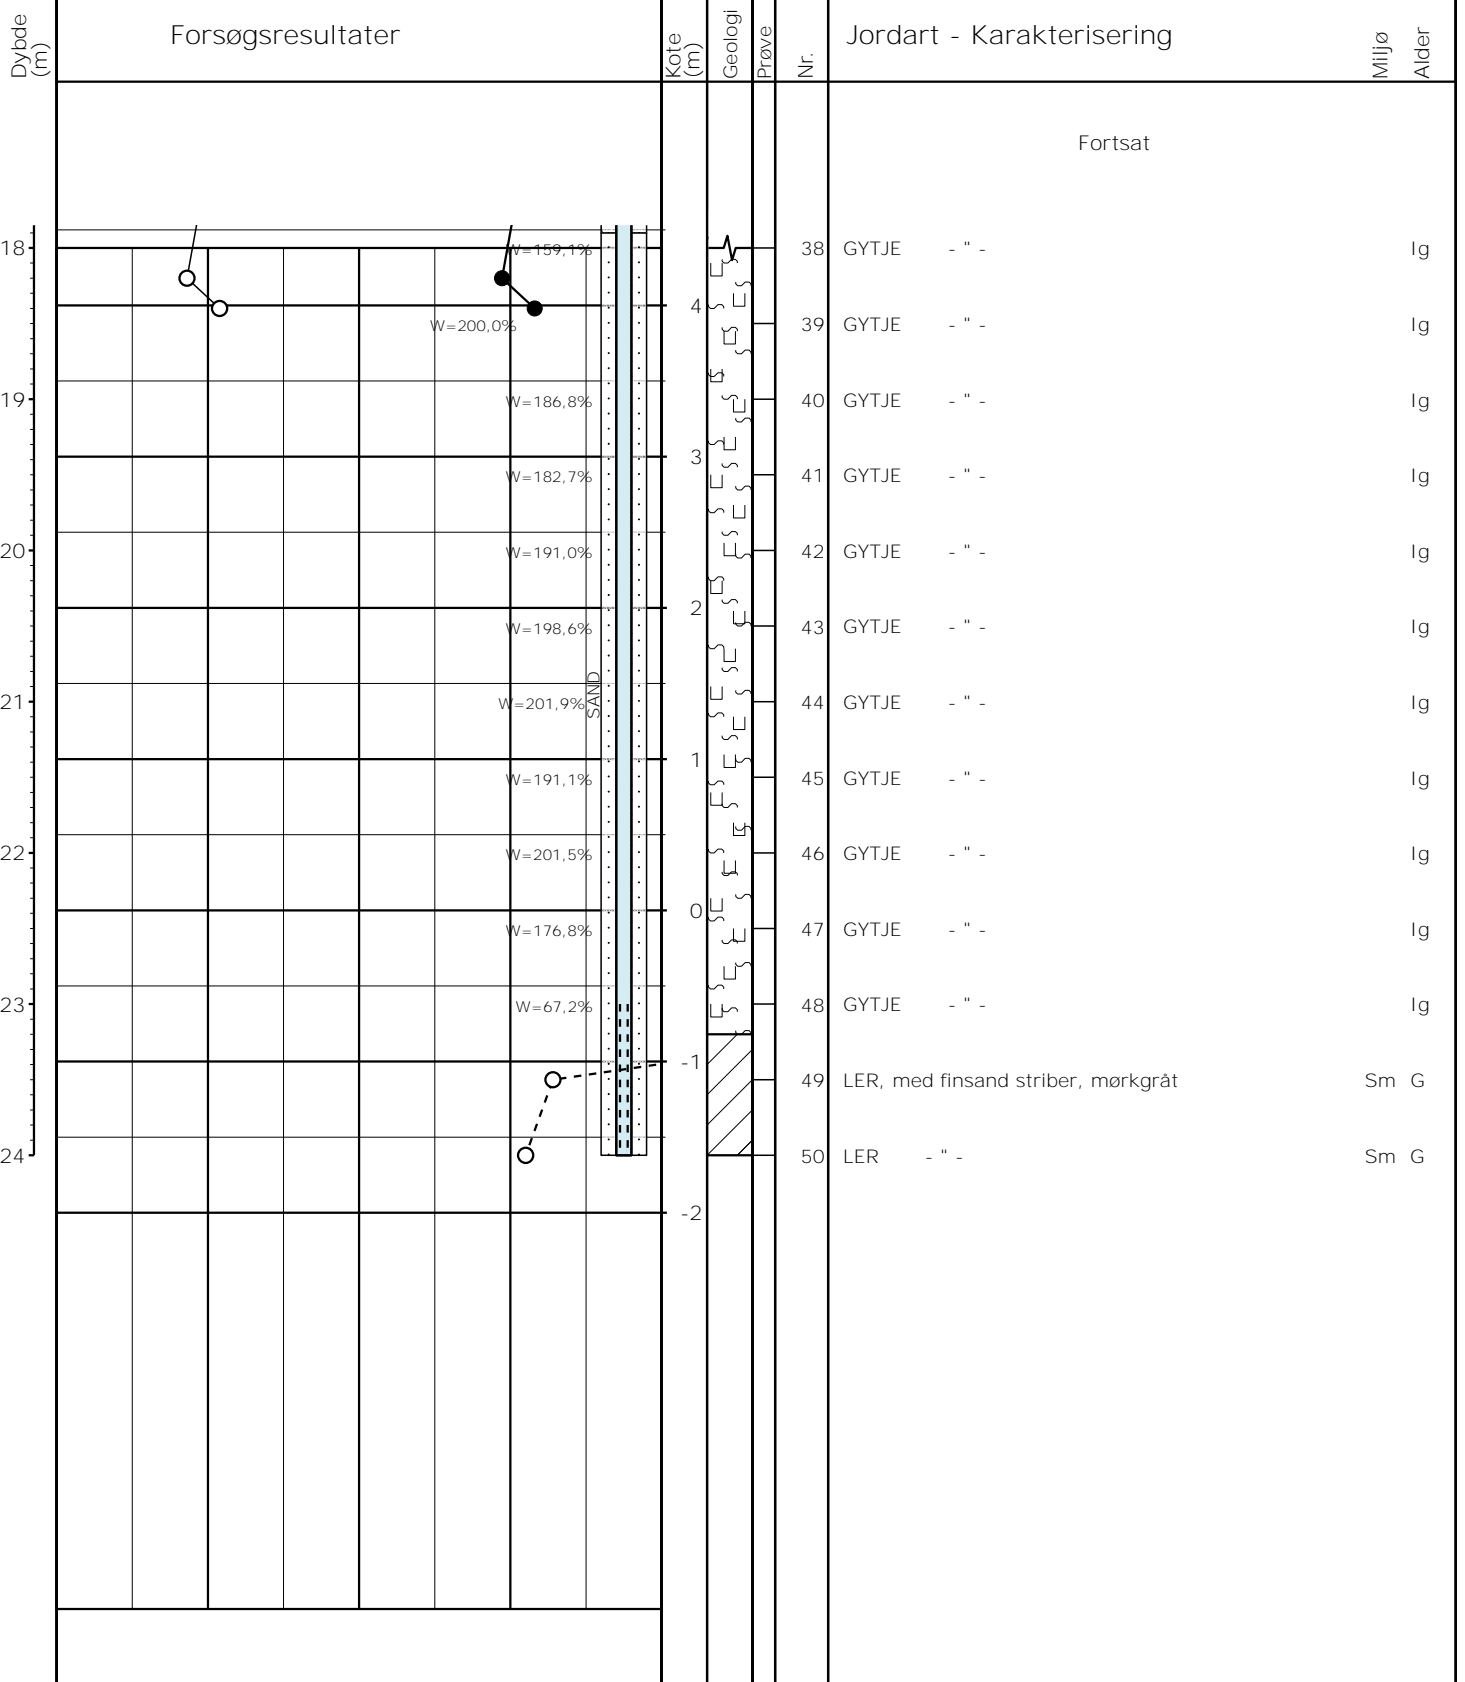 Dybde (m)
Forsøgsresultater
Kote (m)
Geologi
Prøve
Nr.
Jordart - Karakterisering
Miljø
Alder
Fortsat
18 W=159,1% 38 GYTJE - " - Ig
4
W=200,0% 39 GYTJE - " - Ig
19 W=186,8% 40 GYTJE - " - Ig
3
W=182,7% 41 GYTJE - " - Ig
20 W=191,0% 42 GYTJE - " - Ig
2
W=198,6% 43 GYTJE - " - Ig
SAND
21 W=201,9% 44 GYTJE - " - Ig
1
W=191,1% 45 GYTJE - " - Ig
22 W=201,5% 46 GYTJE - " - Ig
0
W=176,8% 47 GYTJE - " - Ig
23 W=67,2% 48 GYTJE - " - Ig
-1
49 LER, med finsand striber, mørkgråt Sm G
24 50 LER - " - Sm G
-2